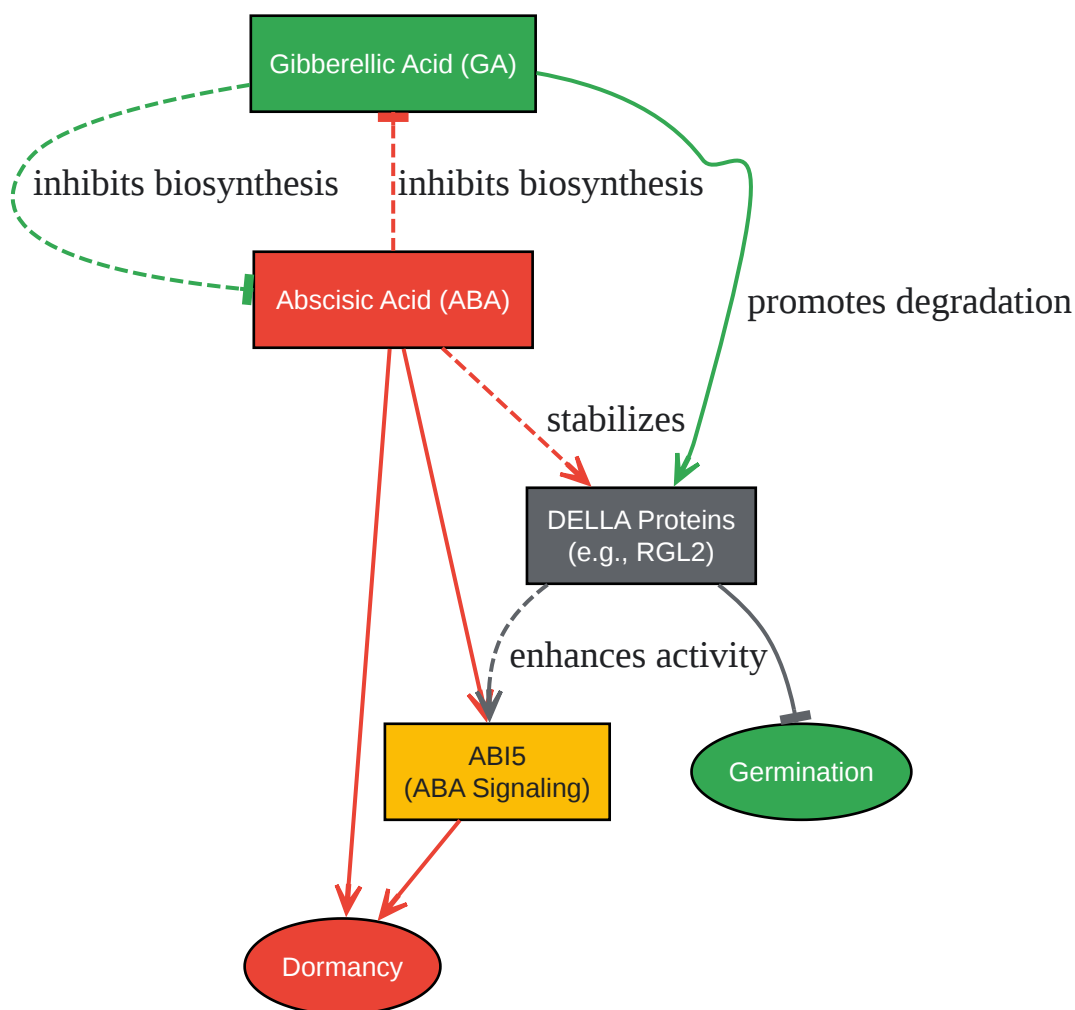 Gibberellic Acid (GA)
inhibits biosynthesis
inhibits biosynthesis
Abscisic Acid (ABA)
promotes degradation
stabilizes
DELLA Proteins
(e.g., RGL2)
enhances activity
ABI5
(ABA Signaling)
Germination
Dormancy